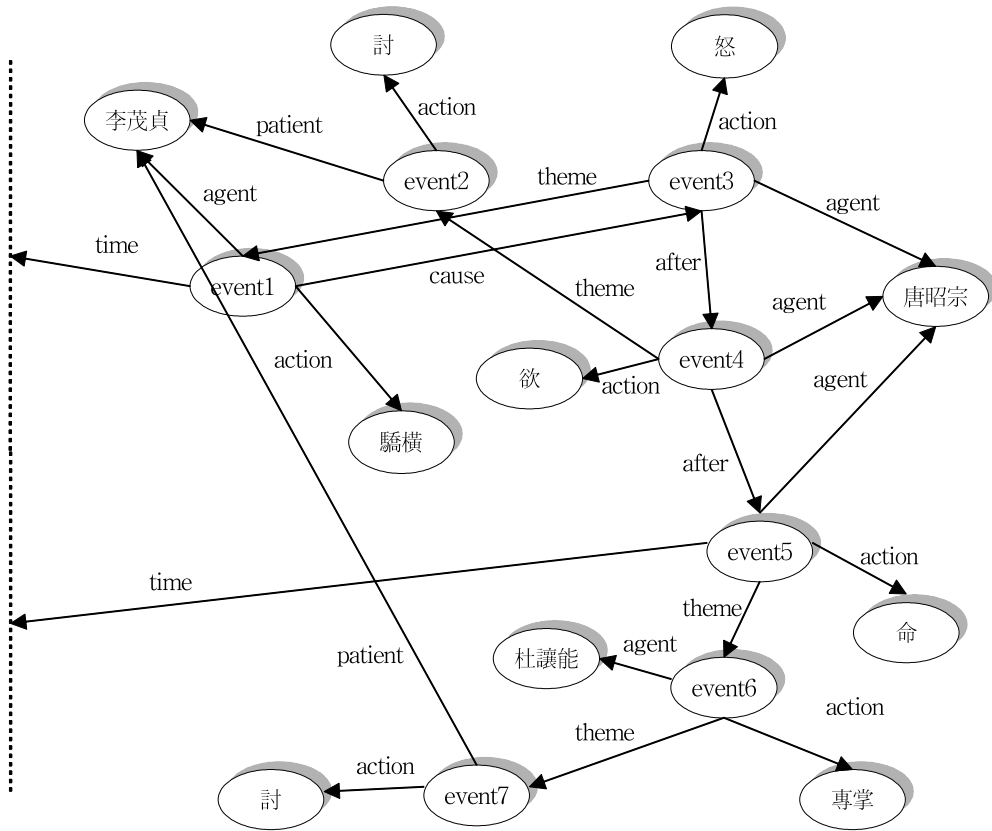 討
怒
李茂貞
action
action
patient
event2
theme
event3
agent
agent
time
after
event1
cause
theme
唐昭宗
agent
event4
action
欲
action
agent
驕橫
after
event5
action
time
theme
命
agent
杜讓能
patient
event6
action
theme
action
討
event7
專掌